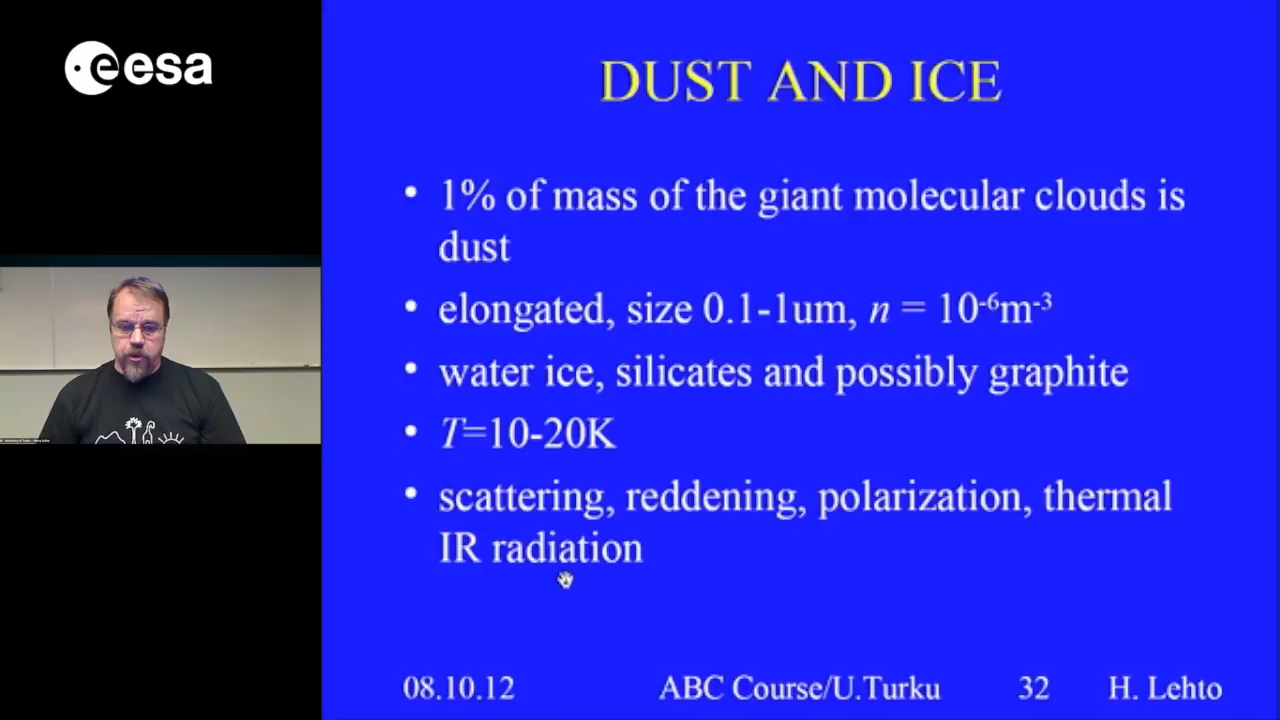 eesa
DUST AND ICE
• 1% of mass of the giant molecular clouds is
dust
• elongated, size 0.1-1um, n = 10⁻⁶m⁻³
• water ice, silicates and possibly graphite
• T=10-20K
• scattering, reddening, polarization, thermal
IR radiation
08.10.12 ABC Course/U.Turku 32 H. Lehto